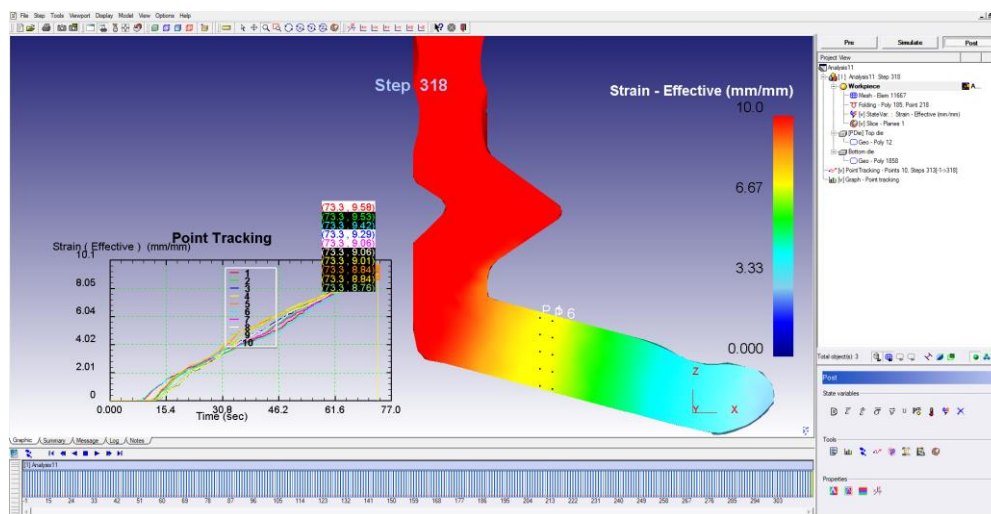 File Step Tools Viewport Display Model View Options Help
Pre Simulate Post
Project View
Analysis11
[1] Analysis11 Step 318
Workpiece A...
Mesh - Elem 11667
Folding - Poly 185, Point 218
[v] StateVar. : Strain - Effective (mm/mm)
[v] Slice - Planes 1
[PDie] Top die
Geo - Poly 12
Bottom die
Geo - Poly 1858
[v] PointTracking - Points 10, Steps 313[-1->318]
[v] Graph - Point tracking
Step 318
Strain - Effective (mm/mm)
10.0
6.67
3.33
0.000
(73.3 , 9.58)
(73.3 , 9.53)
(73.3 , 9.42)
(73.3 , 9.29)
(73.3 , 9.06)
(73.3 , 9.06)
(73.3 , 9.01)
(73.3 , 8.84)
(73.3 , 8.84)
(73.3 , 8.76)
Point Tracking
Strain ( Effective ) (mm/mm)
10.1
8.05
6.04
4.02
2.01
0
1
2
3
4
5
6
7
8
9
10
0.000 15.4 30.8 46.2 61.6 77.0
Time (sec)
Z
Y X
Total object(s): 3
Graphic Summary Message Log Notes
[1] Analysis11
-1 15 24 33 42 51 60 69 78 87 96 105 114 123 132 141 150 159 168 177 186 195 204 213 222 231 240 249 258 267 276 285 294 303
Post
State variables
Tools
Properties